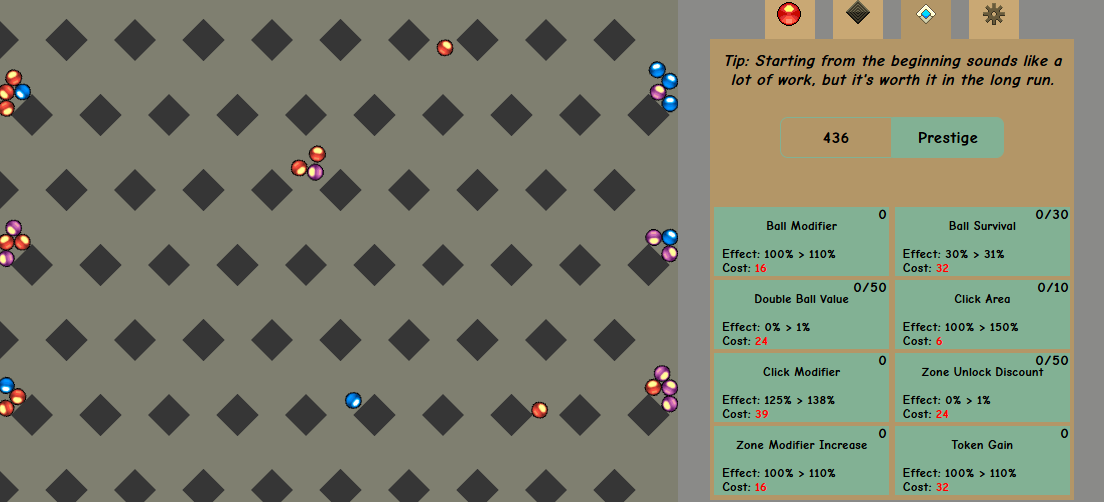 Tip: Starting from the beginning sounds like a
lot of work, but it's worth it in the long run.
436
Prestige
0
Ball Modifier
Effect: 100% > 110%
Cost: 16
0/30
Ball Survival
Effect: 30% > 31%
Cost: 32
0/50
Double Ball Value
Effect: 0% > 1%
Cost: 24
0/10
Click Area
Effect: 100% > 150%
Cost: 6
0
Click Modifier
Effect: 125% > 138%
Cost: 39
0/50
Zone Unlock Discount
Effect: 0% > 1%
Cost: 24
0
Zone Modifier Increase
Effect: 100% > 110%
Cost: 16
0
Token Gain
Effect: 100% > 110%
Cost: 32